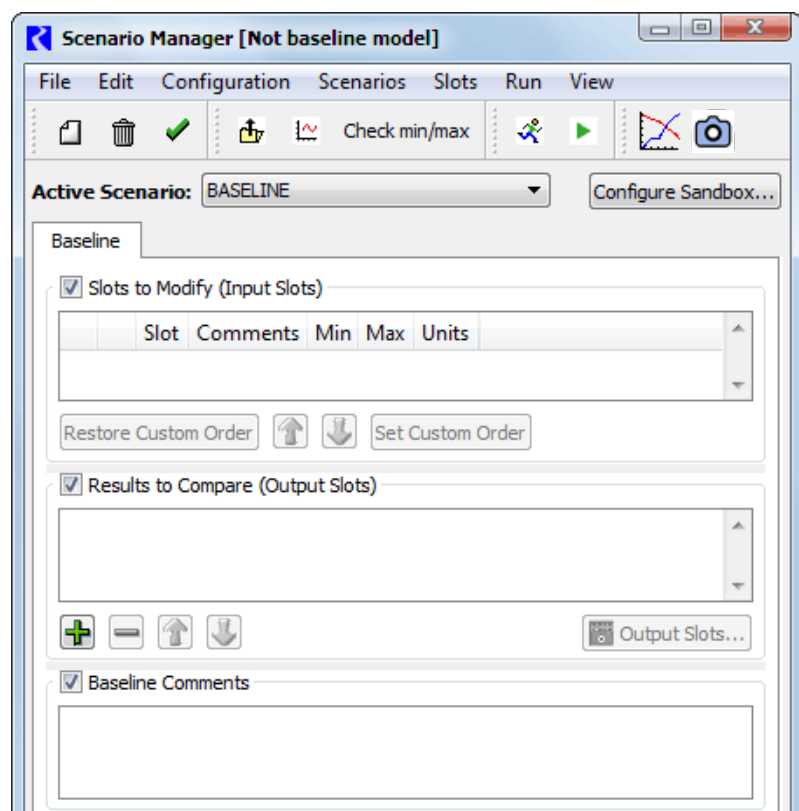 Scenario Manager [Not baseline model]
File Edit Configuration Scenarios Slots Run View
Check min/max
Active Scenario: BASELINE Configure Sandbox...
Baseline
Slots to Modify (Input Slots)
Slot Comments Min Max Units
Restore Custom Order Set Custom Order
Results to Compare (Output Slots)
Output Slots...
Baseline Comments